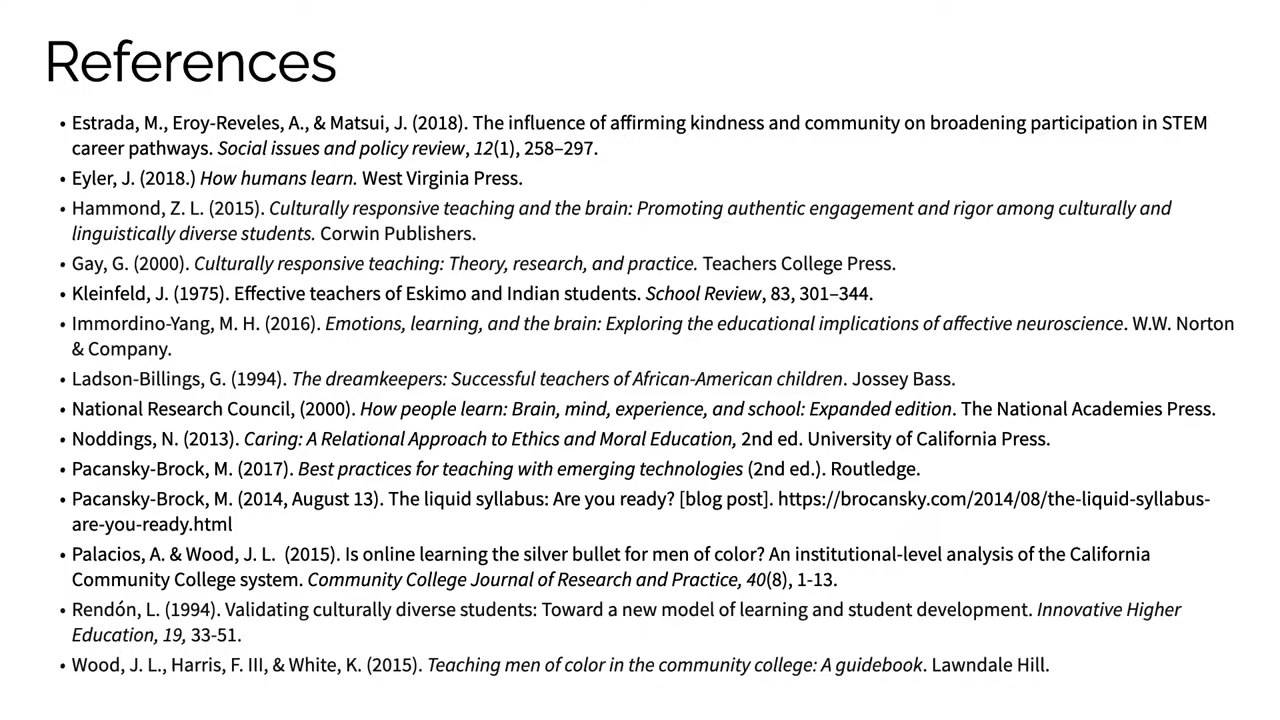 References
• Estrada, M., Eroy-Reveles, A., & Matsui, J. (2018). The influence of affirming kindness and community on broadening participation in STEM
career pathways. Social issues and policy review, 12(1), 258–297.
• Eyler, J. (2018.) How humans learn. West Virginia Press.
• Hammond, Z. L. (2015). Culturally responsive teaching and the brain: Promoting authentic engagement and rigor among culturally and
linguistically diverse students. Corwin Publishers.
• Gay, G. (2000). Culturally responsive teaching: Theory, research, and practice. Teachers College Press.
• Kleinfeld, J. (1975). Effective teachers of Eskimo and Indian students. School Review, 83, 301–344.
• Immordino-Yang, M. H. (2016). Emotions, learning, and the brain: Exploring the educational implications of affective neuroscience. W.W. Norton
& Company.
• Ladson-Billings, G. (1994). The dreamkeepers: Successful teachers of African-American children. Jossey Bass.
• National Research Council, (2000). How people learn: Brain, mind, experience, and school: Expanded edition. The National Academies Press.
• Noddings, N. (2013). Caring: A Relational Approach to Ethics and Moral Education, 2nd ed. University of California Press.
• Pacansky-Brock, M. (2017). Best practices for teaching with emerging technologies (2nd ed.). Routledge.
• Pacansky-Brock, M. (2014, August 13). The liquid syllabus: Are you ready? [blog post]. https://brocansky.com/2014/08/the-liquid-syllabus-
are-you-ready.html
• Palacios, A. & Wood, J. L. (2015). Is online learning the silver bullet for men of color? An institutional-level analysis of the California
Community College system. Community College Journal of Research and Practice, 40(8), 1-13.
• Rendón, L. (1994). Validating culturally diverse students: Toward a new model of learning and student development. Innovative Higher
Education, 19, 33-51.
• Wood, J. L., Harris, F. III, & White, K. (2015). Teaching men of color in the community college: A guidebook. Lawndale Hill.